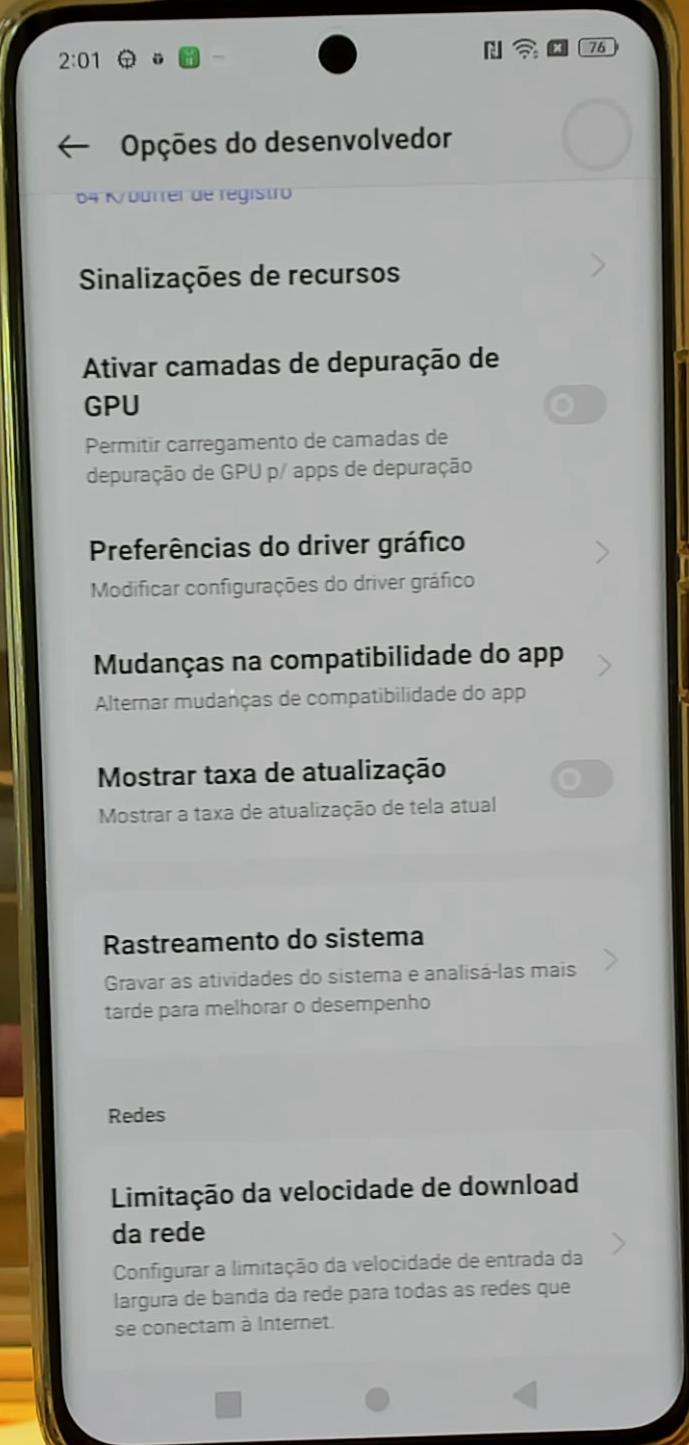 2:01
76
Opções do desenvolvedor
64 K/buffer de registro
Sinalizações de recursos
Ativar camadas de depuração de
GPU
Permitir carregamento de camadas de
depuração de GPU p/ apps de depuração
Preferências do driver gráfico
Modificar configurações do driver gráfico
Mudanças na compatibilidade do app
Alternar mudanças de compatibilidade do app
Mostrar taxa de atualização
Mostrar a taxa de atualização de tela atual
Rastreamento do sistema
Gravar as atividades do sistema e analisá-las mais
tarde para melhorar o desempenho
Redes
Limitação da velocidade de download
da rede
Configurar a limitação da velocidade de entrada da
largura de banda da rede para todas as redes que
se conectam à Internet.